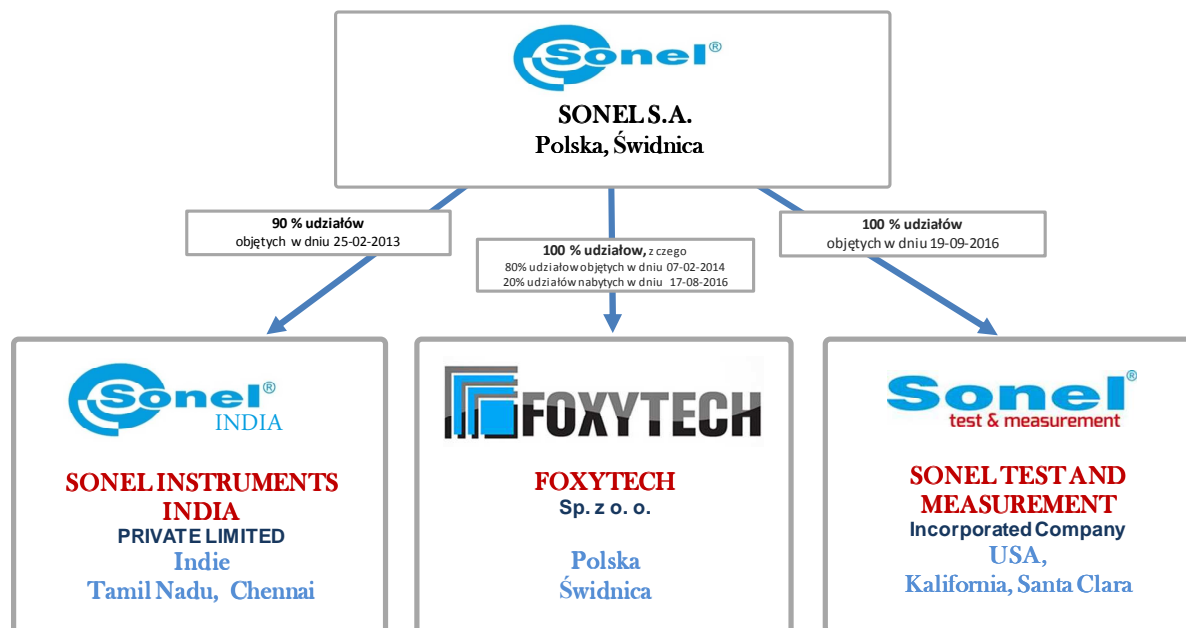 Sonel®
SONEL S.A.
Polska, Świdnica
90 % udziałów
objętych w dniu 25-02-2013
100 % udziałów, z czego
80% udziałow objętych w dniu 07-02-2014
20% udziałów nabytych w dniu 17-08-2016
100 % udziałów
objętych w dniu 19-09-2016
Sonel®
INDIA
SONEL INSTRUMENTS
INDIA
PRIVATE LIMITED
Indie
Tamil Nadu, Chennai
FOXYTECH
FOXYTECH
Sp. z o. o.
Polska
Świdnica
Sonel®
test & measurement
SONEL TEST AND
MEASUREMENT
Incorporated Company
USA,
Kalifornia, Santa Clara